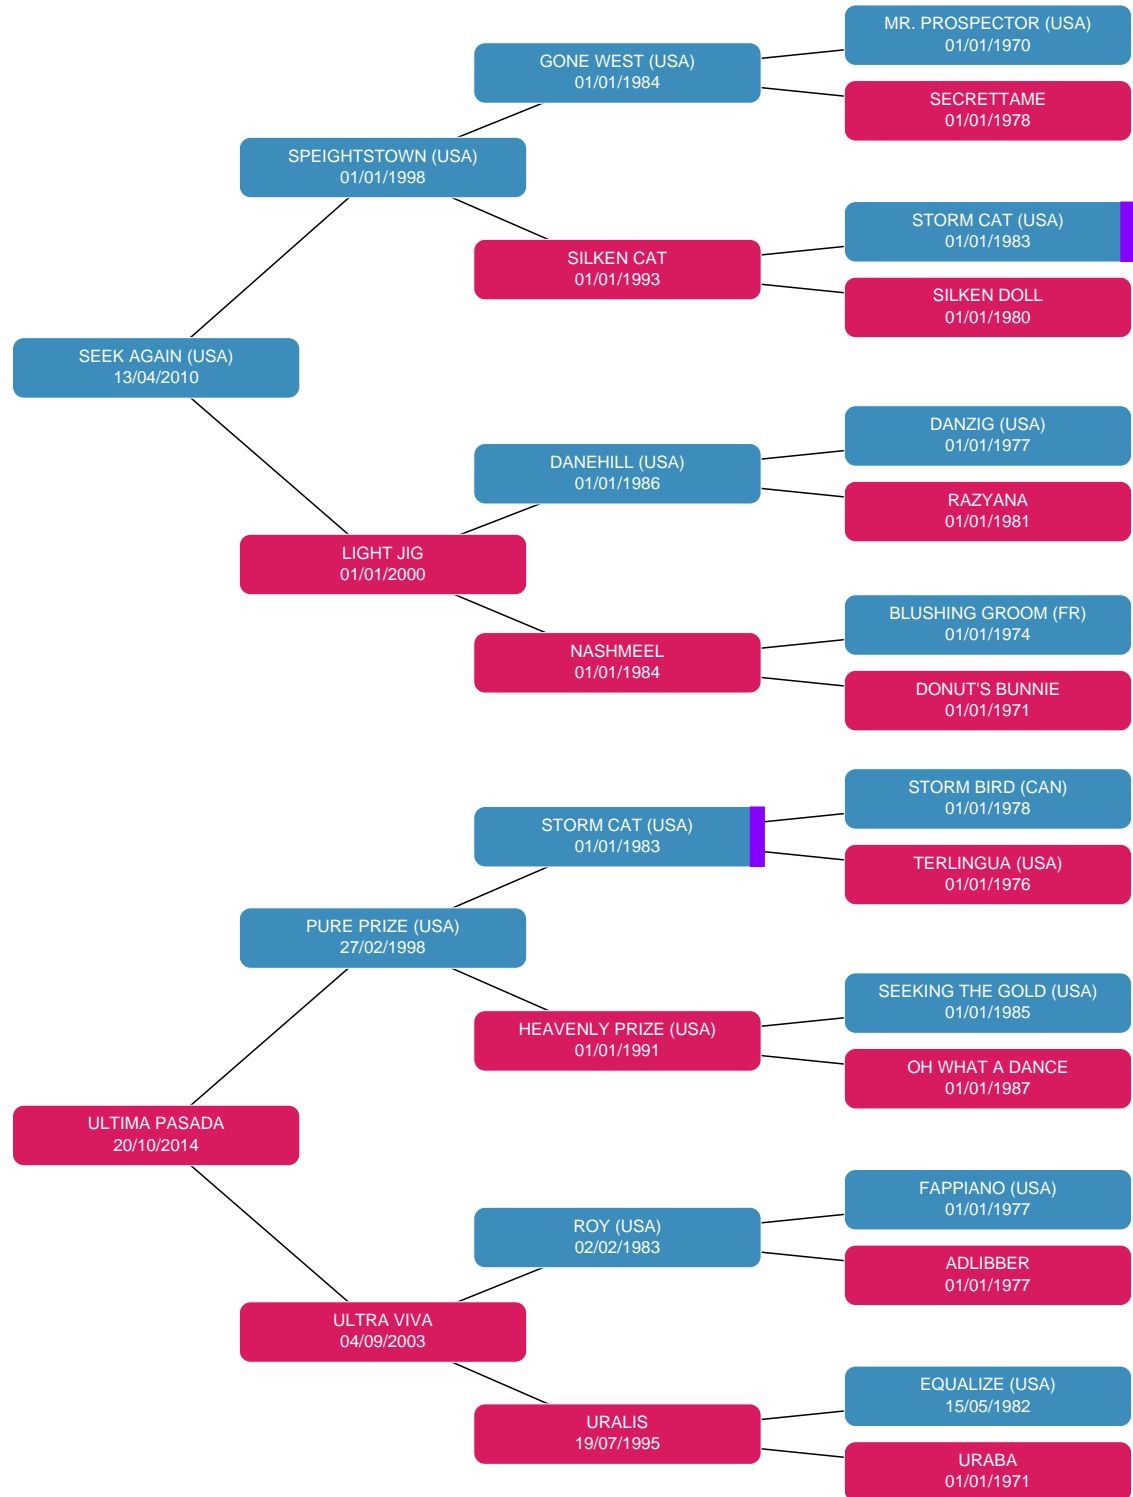 MR. PROSPECTOR (USA)
01/01/1970
GONE WEST (USA)
01/01/1984
SECRETTAME
01/01/1978
SPEIGHTSTOWN (USA)
01/01/1998
STORM CAT (USA)
01/01/1983
SILKEN CAT
01/01/1993
SILKEN DOLL
01/01/1980
SEEK AGAIN (USA)
13/04/2010
DANZIG (USA)
01/01/1977
DANEHILL (USA)
01/01/1986
RAZYANA
01/01/1981
LIGHT JIG
01/01/2000
BLUSHING GROOM (FR)
01/01/1974
NASHMEEL
01/01/1984
DONUT'S BUNNIE
01/01/1971
STORM BIRD (CAN)
01/01/1978
STORM CAT (USA)
01/01/1983
TERLINGUA (USA)
01/01/1976
PURE PRIZE (USA)
27/02/1998
SEEKING THE GOLD (USA)
01/01/1985
HEAVENLY PRIZE (USA)
01/01/1991
OH WHAT A DANCE
01/01/1987
ULTIMA PASADA
20/10/2014
FAPPIANO (USA)
01/01/1977
ROY (USA)
02/02/1983
ADLIBBER
01/01/1977
ULTRA VIVA
04/09/2003
EQUALIZE (USA)
15/05/1982
URALIS
19/07/1995
URABA
01/01/1971